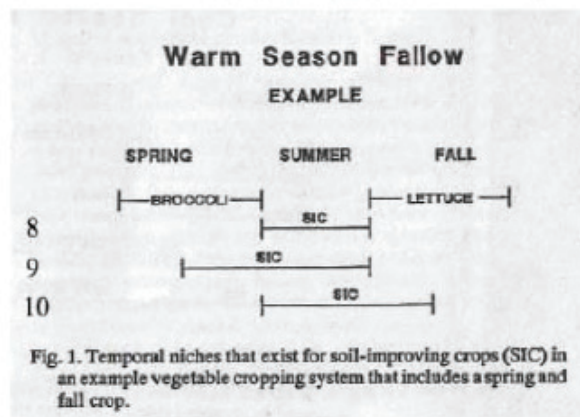 Warm Season Fallow
EXAMPLE
SPRING SUMMER FALL
BROCCOLI LETTUCE
8 SIC
9 SIC
10 SIC
Fig. 1. Temporal niches that exist for soil-improving crops (SIC) in
an example vegetable cropping system that includes a spring and
fall crop.